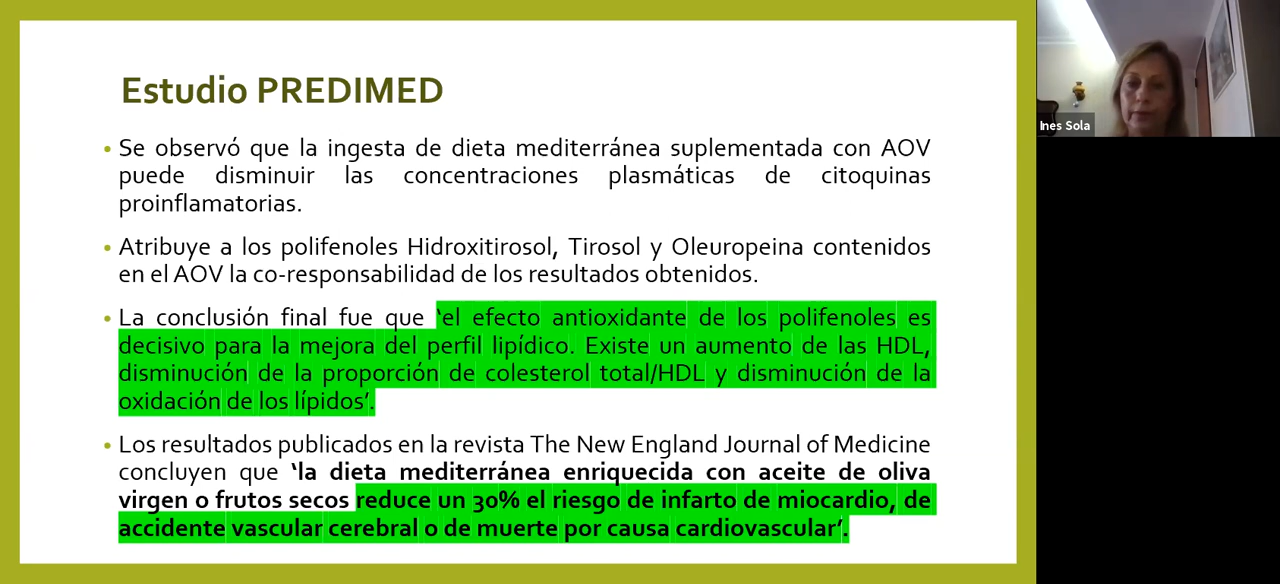 Estudio PREDIMED
• Se observó que la ingesta de dieta mediterránea suplementada con AOV
puede disminuir las concentraciones plasmáticas de citoquinas
proinflamatorias.
• Atribuye a los polifenoles Hidroxitirosol, Tirosol y Oleuropeina contenidos
en el AOV la co-responsabilidad de los resultados obtenidos.
• La conclusión final fue que ‘el efecto antioxidante de los polifenoles es
decisivo para la mejora del perfil lipídico. Existe un aumento de las HDL,
disminución de la proporción de colesterol total/HDL y disminución de la
oxidación de los lípidos’.
• Los resultados publicados en la revista The New England Journal of Medicine
concluyen que ‘la dieta mediterránea enriquecida con aceite de oliva
virgen o frutos secos reduce un 30% el riesgo de infarto de miocardio, de
accidente vascular cerebral o de muerte por causa cardiovascular’.
Ines Sola